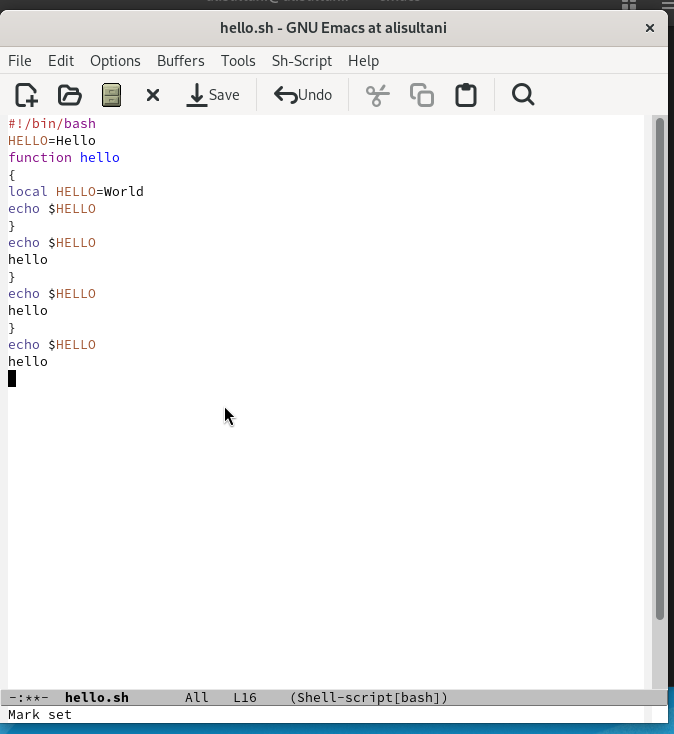 hello.sh - GNU Emacs at alisultani
File Edit Options Buffers Tools Sh-Script Help
Save Undo
#!/bin/bash
HELLO=Hello
function hello
{
local HELLO=World
echo $HELLO
}
echo $HELLO
hello
}
echo $HELLO
hello
}
echo $HELLO
hello
-:**- hello.sh All L16 (Shell-script[bash])
Mark set